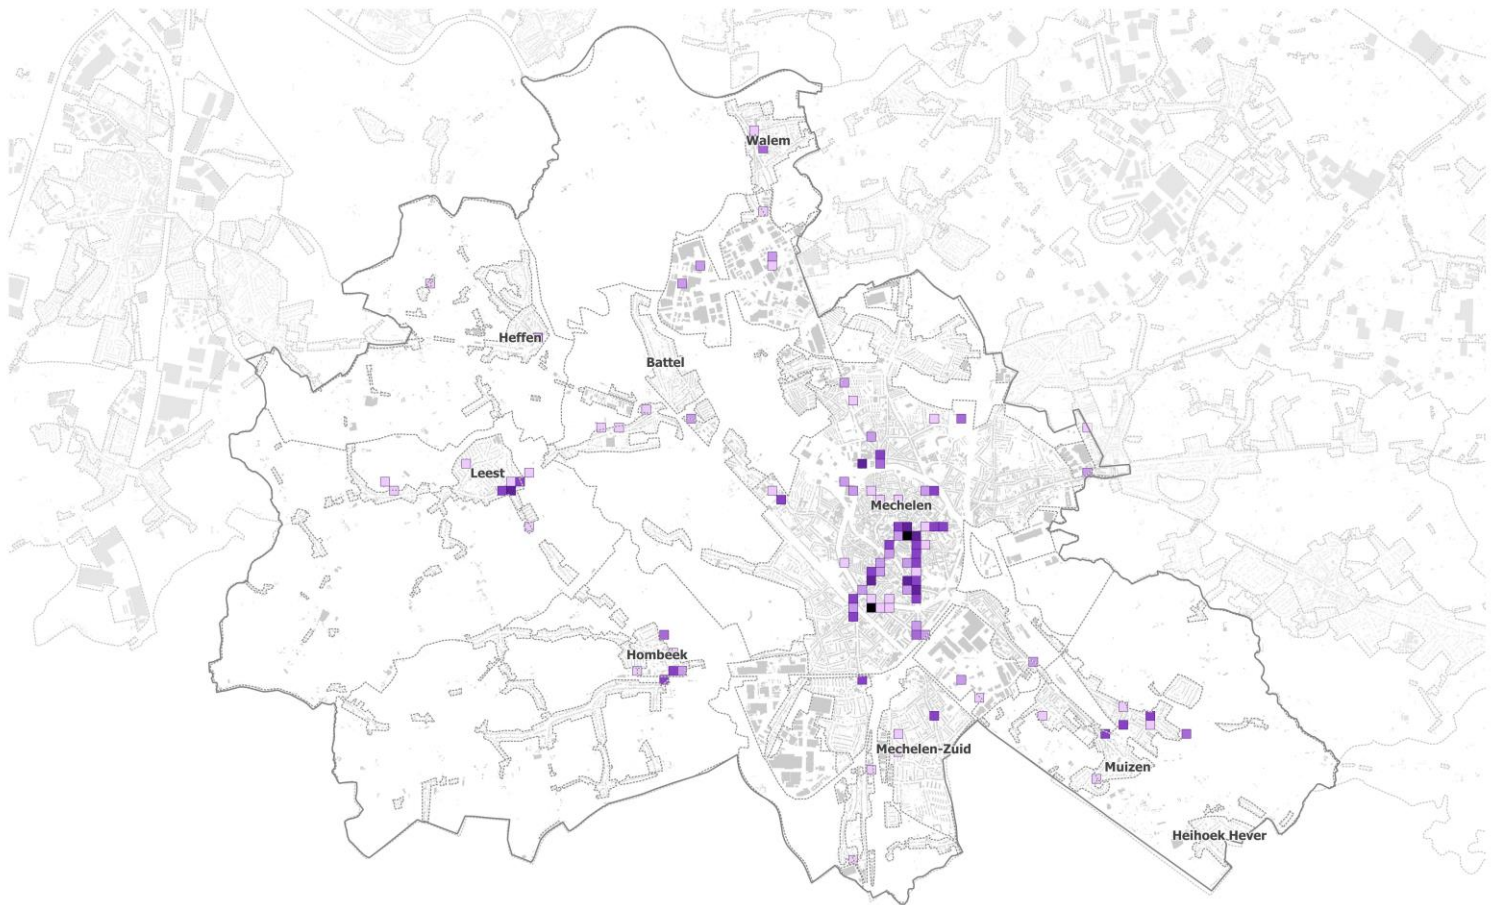 Walem
Heffen
Battel
Leest
Mechelen
Hombeek
Mechelen-Zuid
Muizen
Heihoek Hever